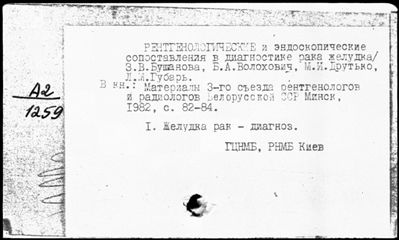 РЕНТГЕНОЛОГИЧЕСКИЕ и эндоскопические
сопоставления в диагностике рака желудка/
З.В.Бушанова, Б.А.Волохович, М.И.Друтько,
Л.М.Губарь.
А2
В кн.: Материалы 3-го съезда рентгенологов
1259
и радиологов Белорусской ССР Минск,
1982, с. 82-84.
I. Желудка рак - диагноз.
ГЦНМБ, РНМБ Киев